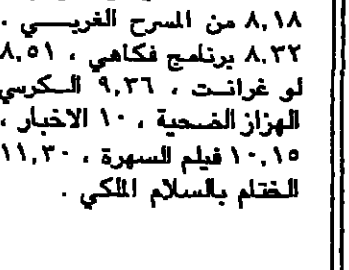 ٨,١٨ من المسرح الغربي .
٨,٣٢ برنامج فكاهي ، ٨,٥١
لو غرانت ، ٩,٣٦ الكرسي
الهزاز الضحية ، ١٠ الاخبار ،
١٠,١٥ فيلم السهرة ، ١١,٣٠
الختام بالسلام الملكي .